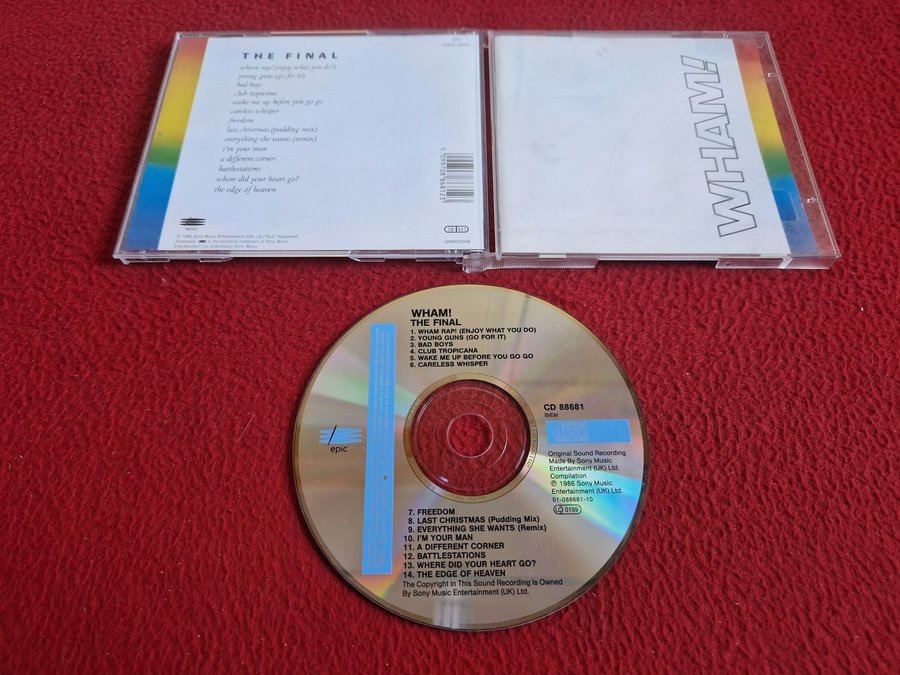 THE FINAL
wham rap! (enjoy what you do?)
young guns (go for it!)
bad boys
club tropicana
wake me up before you go go
careless whisper
freedom
last christmas (pudding mix)
everything she wants (remix)
i'm your man
a different corner
battlestations
where did your heart go?
the edge of heaven
epic
WHAM!
WHAM!
THE FINAL
1. WHAM RAP! (ENJOY WHAT YOU DO)
2. YOUNG GUNS (GO FOR IT)
3. BAD BOYS
4. CLUB TROPICANA
5. WAKE ME UP BEFORE YOU GO GO
6. CARELESS WHISPER
epic
CD 88681
BIEM
Original Sound Recording
Made By Sony Music
Entertainment (UK) Ltd.
Compilation
℗ 1986 Sony Music
Entertainment (UK) Ltd.
01-088681-10
LC 0199
7. FREEDOM
8. LAST CHRISTMAS (Pudding Mix)
9. EVERYTHING SHE WANTS (Remix)
10. I'M YOUR MAN
11. A DIFFERENT CORNER
12. BATTLESTATIONS
13. WHERE DID YOUR HEART GO?
14. THE EDGE OF HEAVEN
The Copyright In This Sound Recording Is Owned
By Sony Music Entertainment (UK) Ltd.